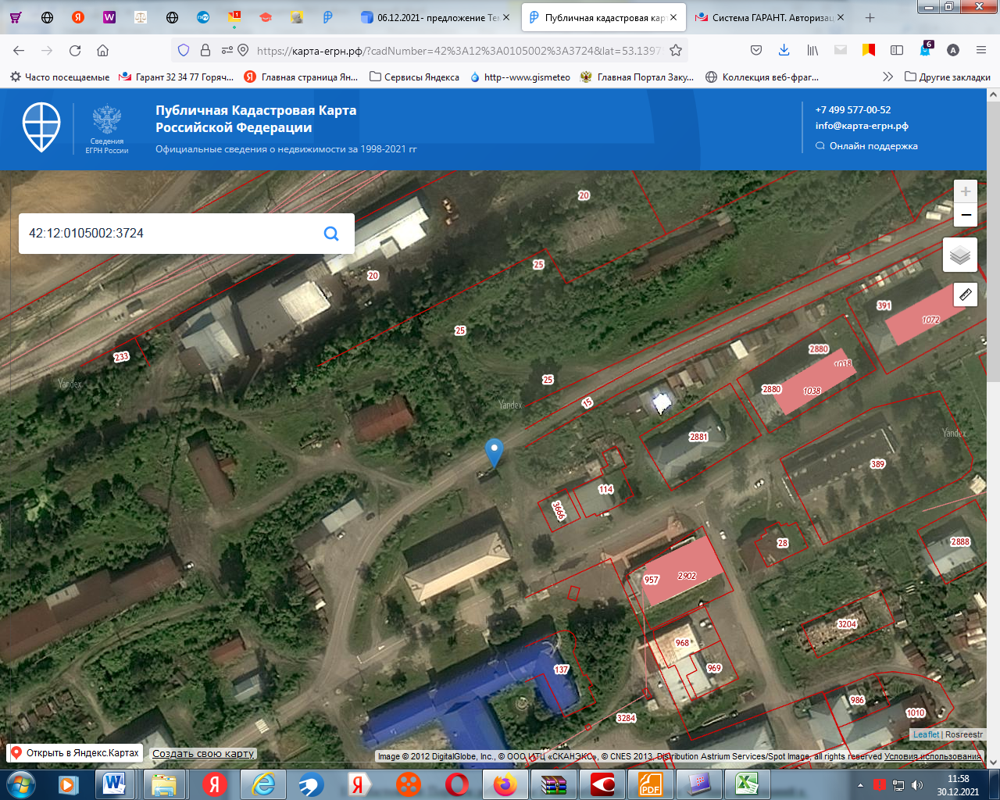 06.12.2021- предложение Тем
Публичная кадастровая карт
Система ГАРАНТ. Авторизац
https://карта-егрн.рф/?cadNumber=42%3A12%3A0105002%3A3724&lat=53.1397
6
A
Часто посещаемые
Гарант 32 34 77 Горяч...
Главная страница Ян...
Сервисы Яндекса
http--www.gismeteo
Главная Портал Заку...
Коллекция веб-фраг...
Другие закладки
Сведения
ЕГРН России
Публичная Кадастровая Карта
Российской Федерации
Официальные сведения о недвижимости за 1998-2021 гг
+7 499 577-00-52
info@карта-егрн.рф
Онлайн поддержка
42:12:0105002:3724
+
−
20
25
20
391
1072
25
233
2880
1038
25
2880
1038
Yandex
Yandex
15
Yandex
2881
389
114
3666
2888
28
957
2902
3204
968
969
137
986
1010
3284
Leaflet | Rosreestr
Открыть в Яндекс.Картах
Создать свою карту
Image © 2012 DigitalGlobe, Inc., © ООО ИТЦ «СКАНЭКС», © CNES 2013, Distribution Astrium Services/Spot Image, all rights reserved Условия использования
PDF
11:58
30.12.2021